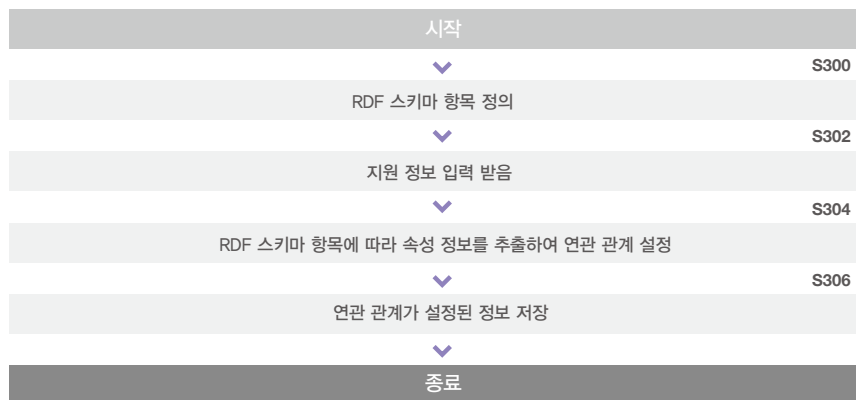 시작
S300
RDF 스키마 항목 정의
S302
지원 정보 입력 받음
S304
RDF 스키마 항목에 따라 속성 정보를 추출하여 연관 관계 설정
S306
연관 관계가 설정된 정보 저장
종료